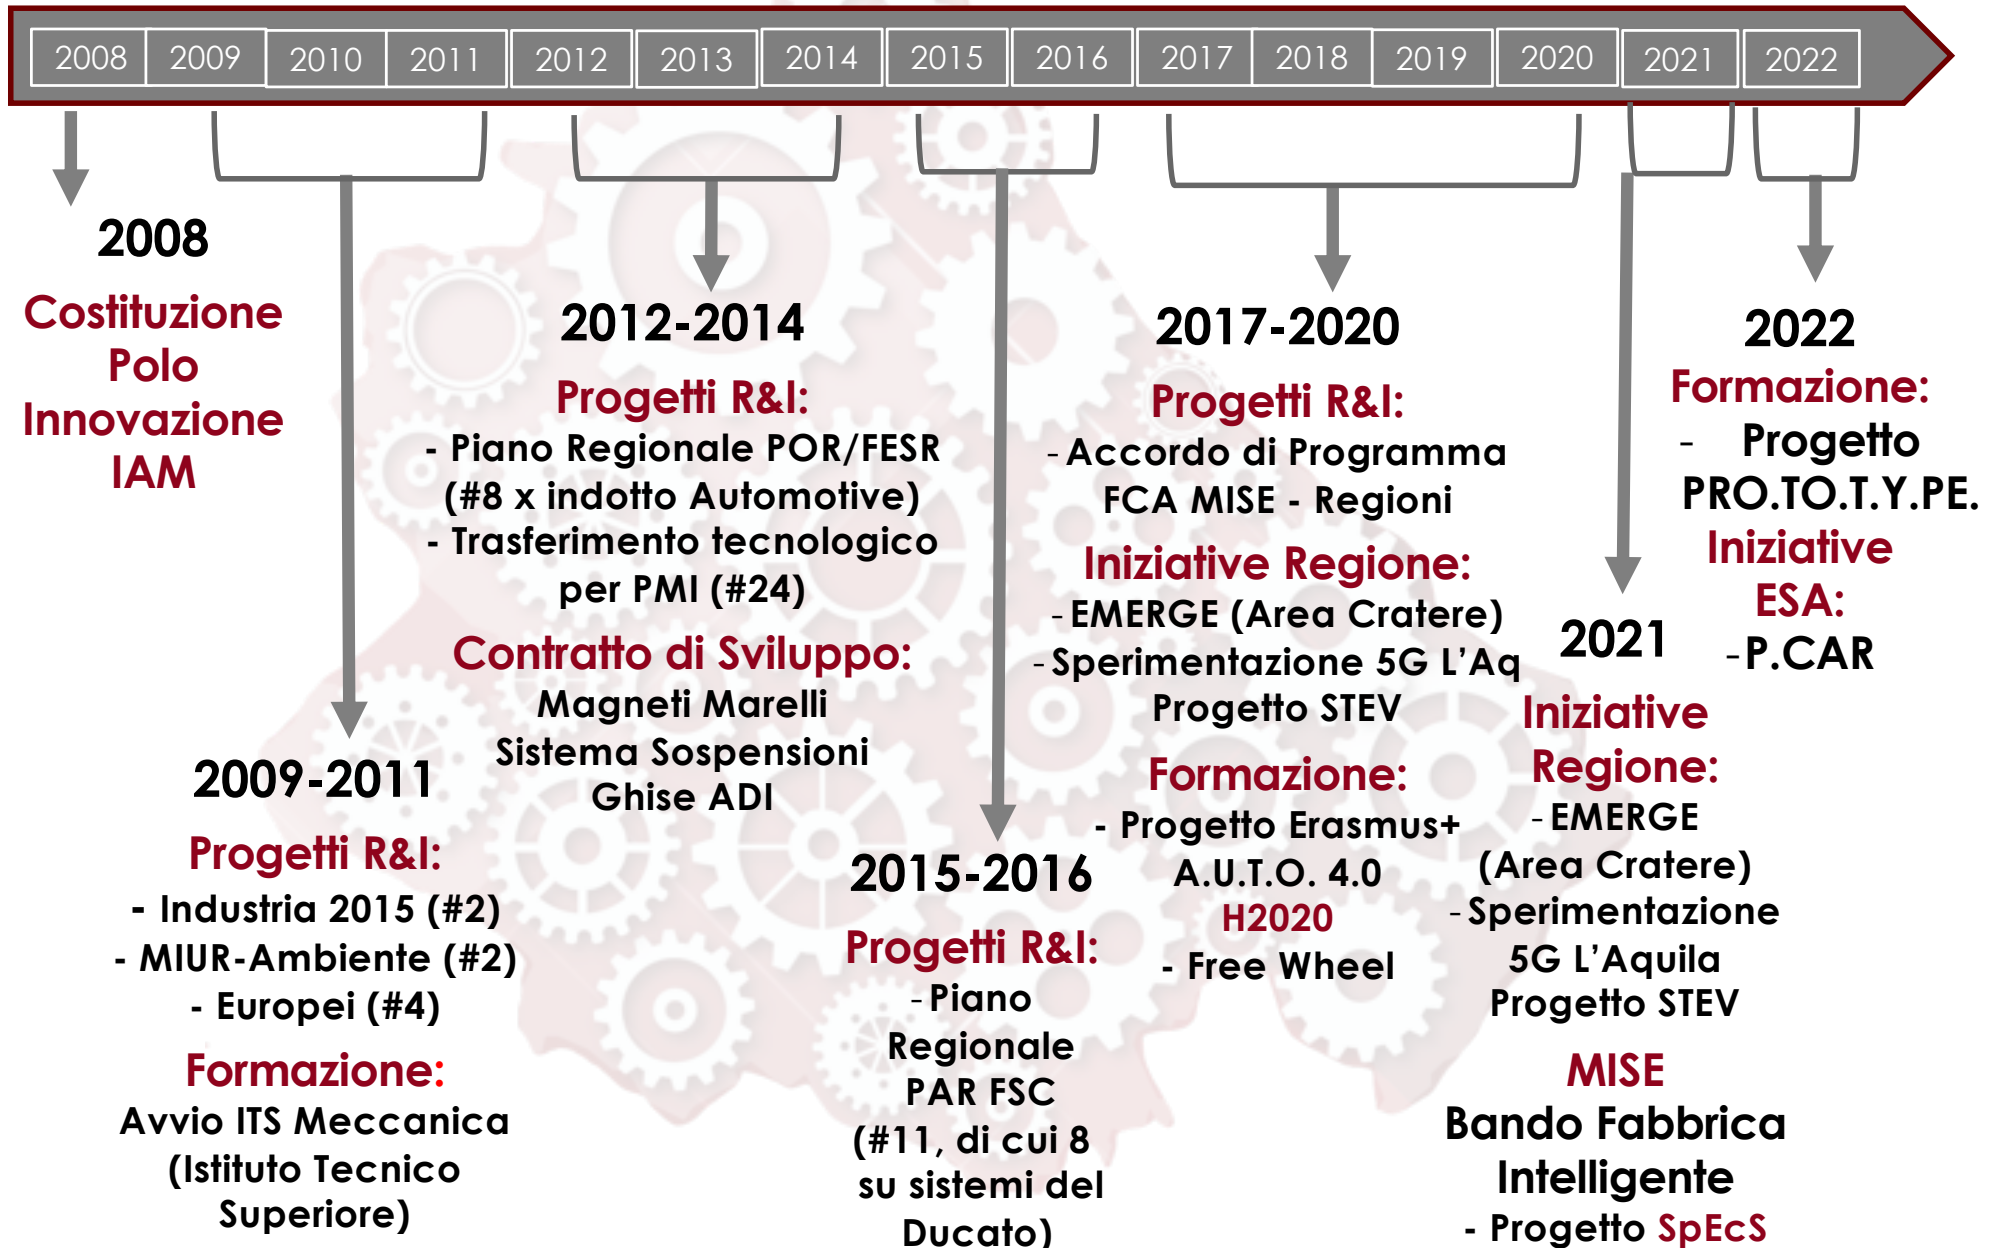 2008 2009 2010 2011 2012 2013 2014 2015 2016 2017 2018 2019 2020 2021 2022
2008
Costituzione
Polo
Innovazione
IAM
2009-2011
Progetti R&I:
- Industria 2015 (#2)
- MIUR-Ambiente (#2)
- Europei (#4)
Formazione:
Avvio ITS Meccanica
(Istituto Tecnico
Superiore)
2012-2014
Progetti R&I:
- Piano Regionale POR/FESR
(#8 x indotto Automotive)
- Trasferimento tecnologico
per PMI (#24)
Contratto di Sviluppo:
Magneti Marelli
Sistema Sospensioni
Ghise ADI
2015-2016
Progetti R&I:
- Piano
Regionale
PAR FSC
(#11, di cui 8
su sistemi del
Ducato)
2017-2020
Progetti R&I:
- Accordo di Programma
FCA MISE - Regioni
Iniziative Regione:
- EMERGE (Area Cratere)
- Sperimentazione 5G L'Aq
Progetto STEV
Formazione:
- Progetto Erasmus+
A.U.T.O. 4.0
H2020
- Free Wheel
2021
Iniziative
Regione:
- EMERGE
(Area Cratere)
- Sperimentazione
5G L'Aquila
Progetto STEV
MISE
Bando Fabbrica
Intelligente
- Progetto SpEcS
2022
Formazione:
- Progetto
PRO.TO.T.Y.PE.
Iniziative
ESA:
- P.CAR